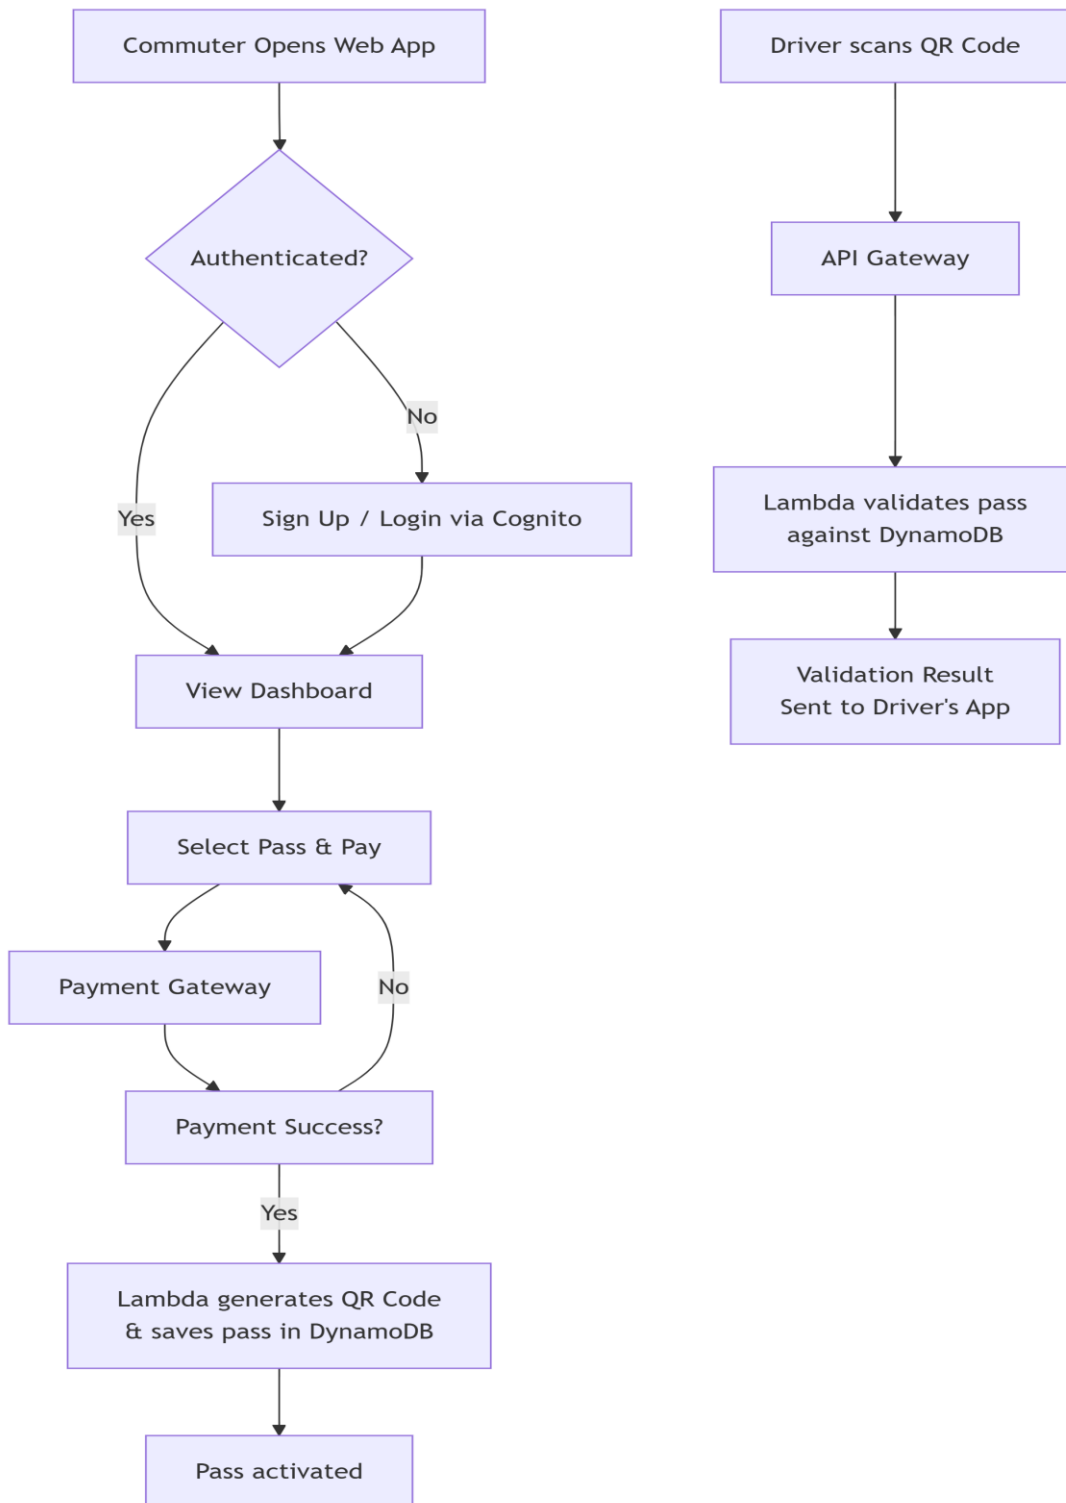 Commuter Opens Web App
Authenticated?
No
Yes
Sign Up / Login via Cognito
View Dashboard
Select Pass & Pay
Payment Gateway
No
Payment Success?
Yes
Lambda generates QR Code
& saves pass in DynamoDB
Pass activated
Driver scans QR Code
API Gateway
Lambda validates pass
against DynamoDB
Validation Result
Sent to Driver's App